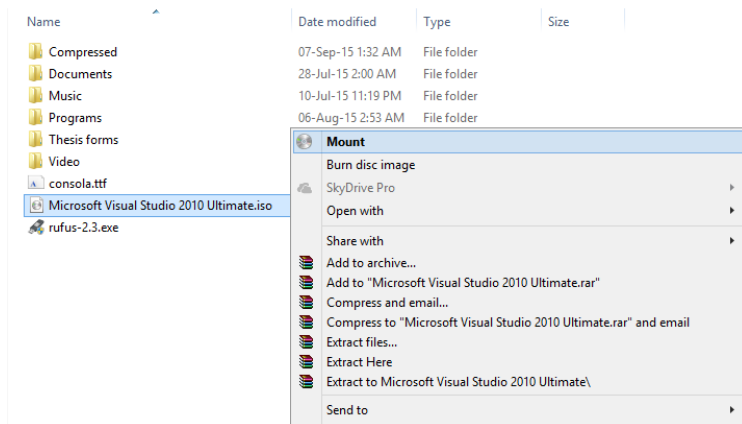 Name Date modified Type Size
Compressed 07-Sep-15 1:32 AM File folder
Documents 28-Jul-15 2:00 AM File folder
Music 10-Jul-15 11:19 PM File folder
Programs 06-Aug-15 2:53 AM File folder
Thesis forms
Video
consola.ttf
Microsoft Visual Studio 2010 Ultimate.iso
rufus-2.3.exe
Mount
Burn disc image
SkyDrive Pro
Open with
Share with
Add to archive...
Add to "Microsoft Visual Studio 2010 Ultimate.rar"
Compress and email...
Compress to "Microsoft Visual Studio 2010 Ultimate.rar" and email
Extract files...
Extract Here
Extract to Microsoft Visual Studio 2010 Ultimate\
Send to